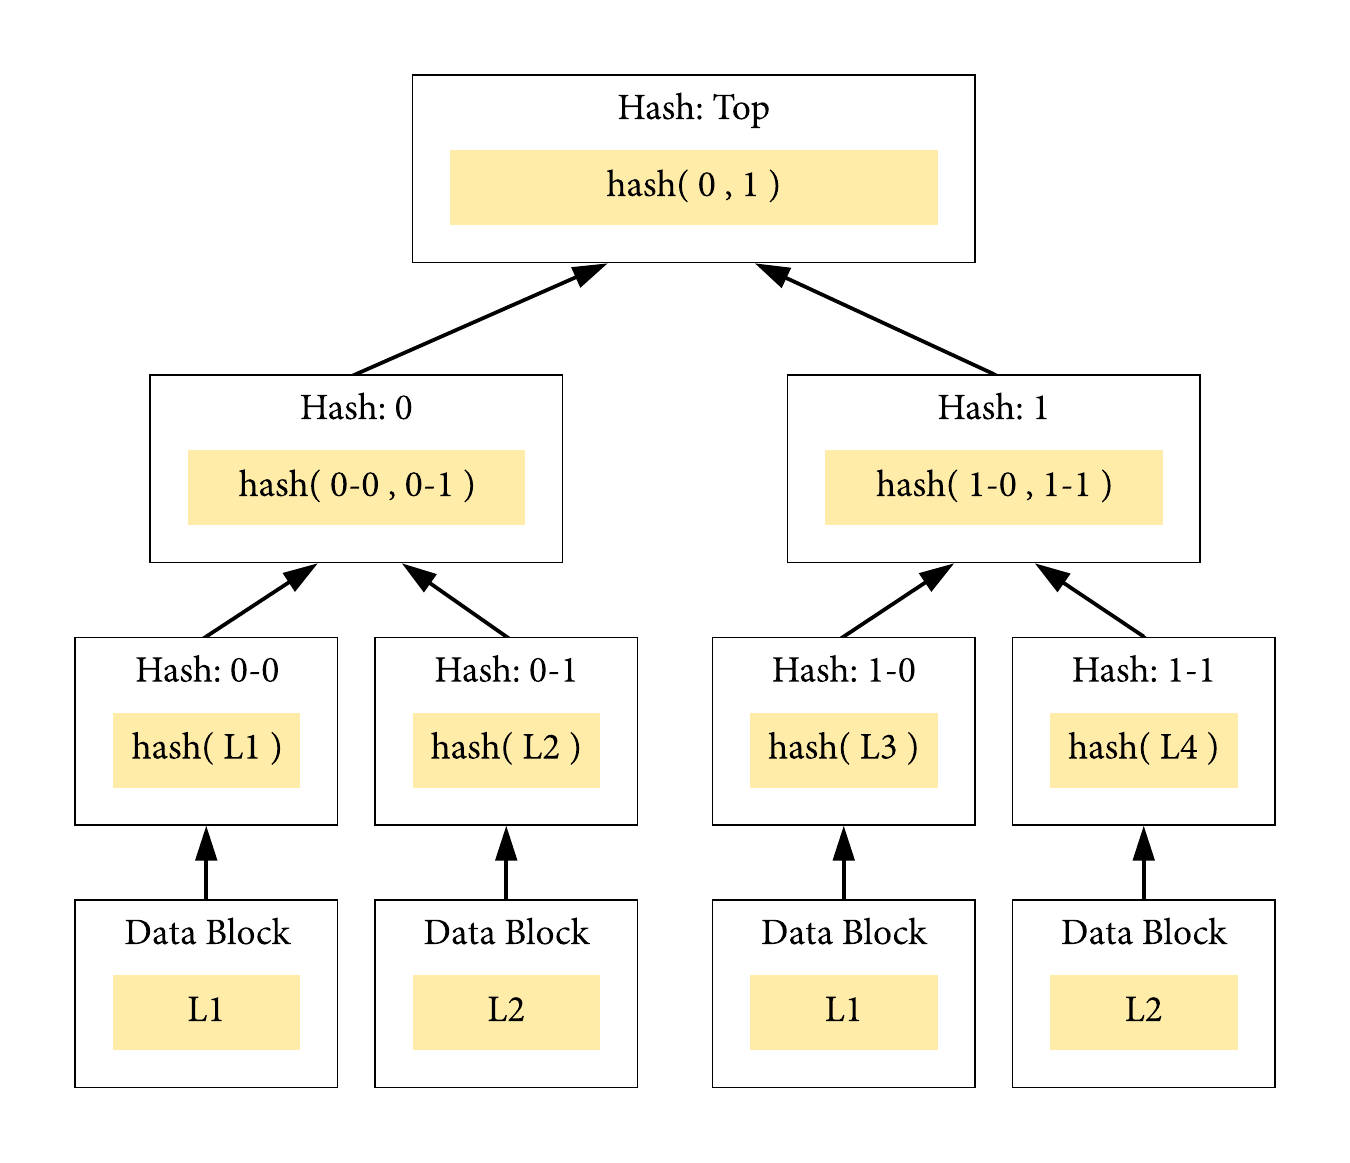 Hash: Top
hash( 0 , 1 )
Hash: 0
hash( 0-0 , 0-1 )
Hash: 1
hash( 1-0 , 1-1 )
Hash: 0-0
hash( L1 )
Hash: 0-1
hash( L2 )
Hash: 1-0
hash( L3 )
Hash: 1-1
hash( L4 )
Data Block
L1
Data Block
L2
Data Block
L1
Data Block
L2